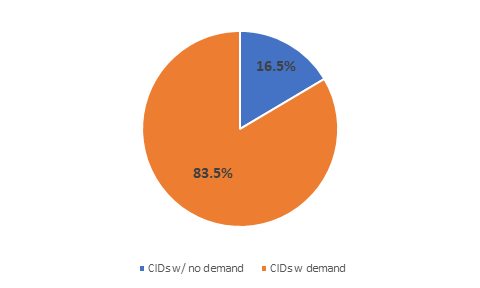 16.5%
83.5%
CIDs w/ no demand
CIDs w demand